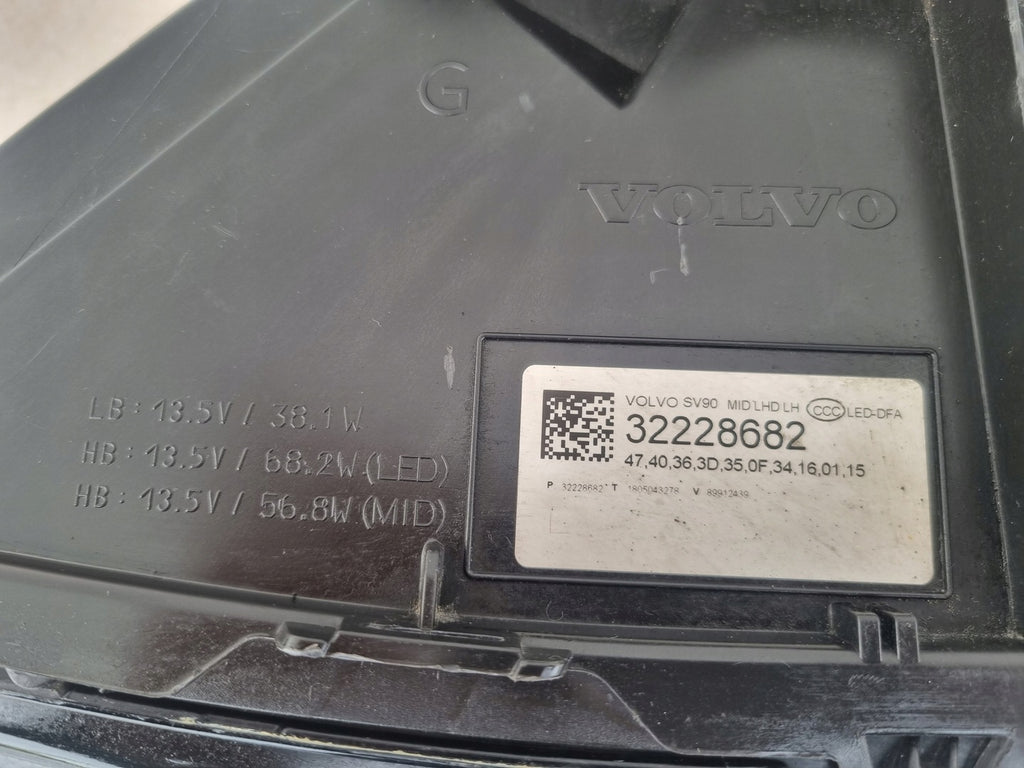 G
VOLVO
LB: 13.5V / 38.1W
HB: 13.5V / 68.2W (LED)
HB: 13.5V / 56.8W (MID)
VOLVO SV90 MID LHD LH CCC LED-DFA
32228682
47,40,36,3D,35,0F,34,16,01,15
P 32228682 T 1805043278 V 89912439